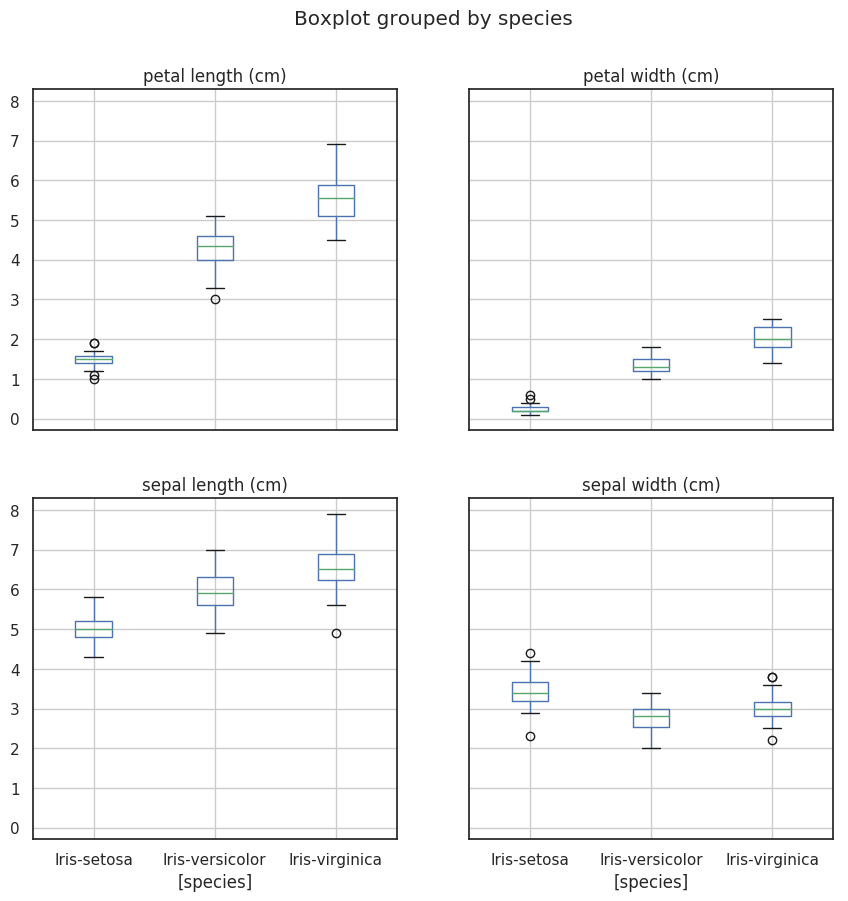 Boxplot grouped by species
petal length (cm)
petal width (cm)
8
7
6
5
4
3
2
1
0
sepal length (cm)
sepal width (cm)
8
7
6
5
4
3
2
1
0
Iris-setosa Iris-versicolor Iris-virginica
[species]
Iris-setosa Iris-versicolor Iris-virginica
[species]